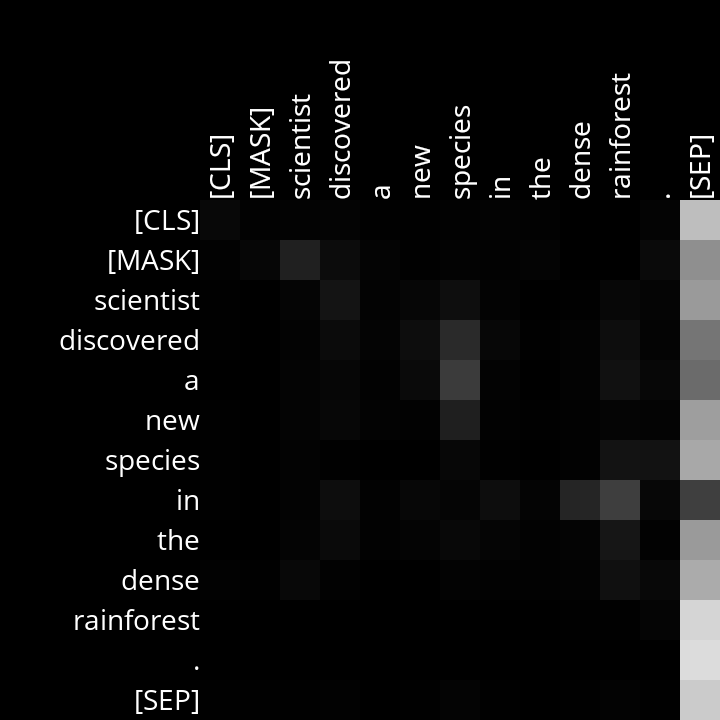 [CLS]
[MASK]
scientist
discovered
a
new
species
in
the
dense
rainforest
.
[SEP]
[CLS]
[MASK]
scientist
discovered
a
new
species
in
the
dense
rainforest
.
[SEP]